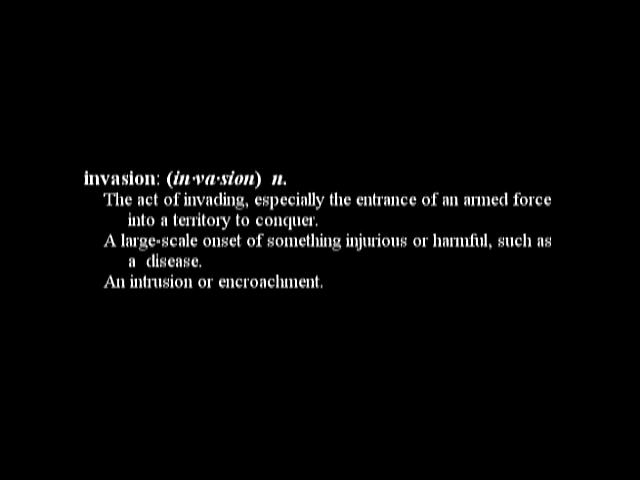 invasion: (in·va·sion) n.
The act of invading, especially the entrance of an armed force
into a territory to conquer.
A large-scale onset of something injurious or harmful, such as
a disease.
An intrusion or encroachment.